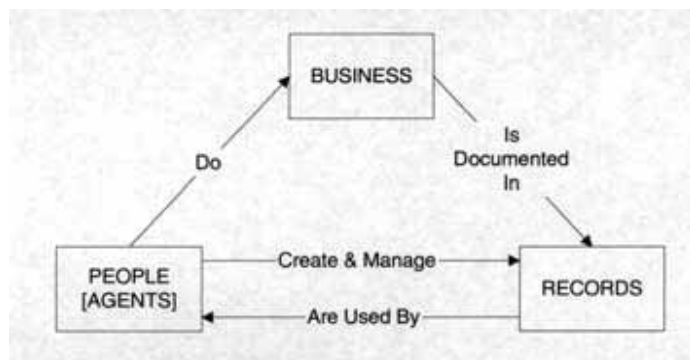 BUSINESS
Do
Is
Documented
In
PEOPLE
[AGENTS]
Create & Manage
Are Used By
RECORDS